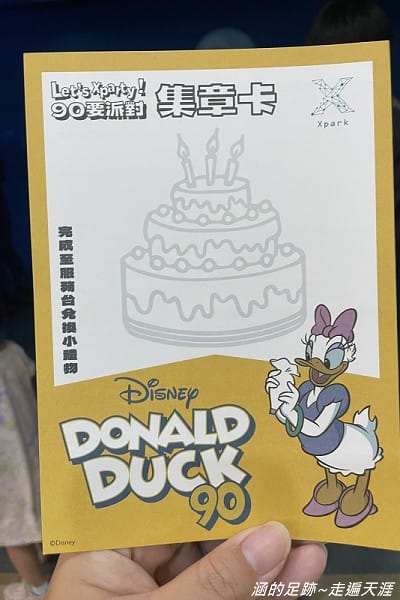 Let's Xparty!
90要派對
集章卡
Xpark
完成至服務台兌換小禮物
Disney
DONALD
DUCK
90
©Disney
涵的足跡~走遍天涯